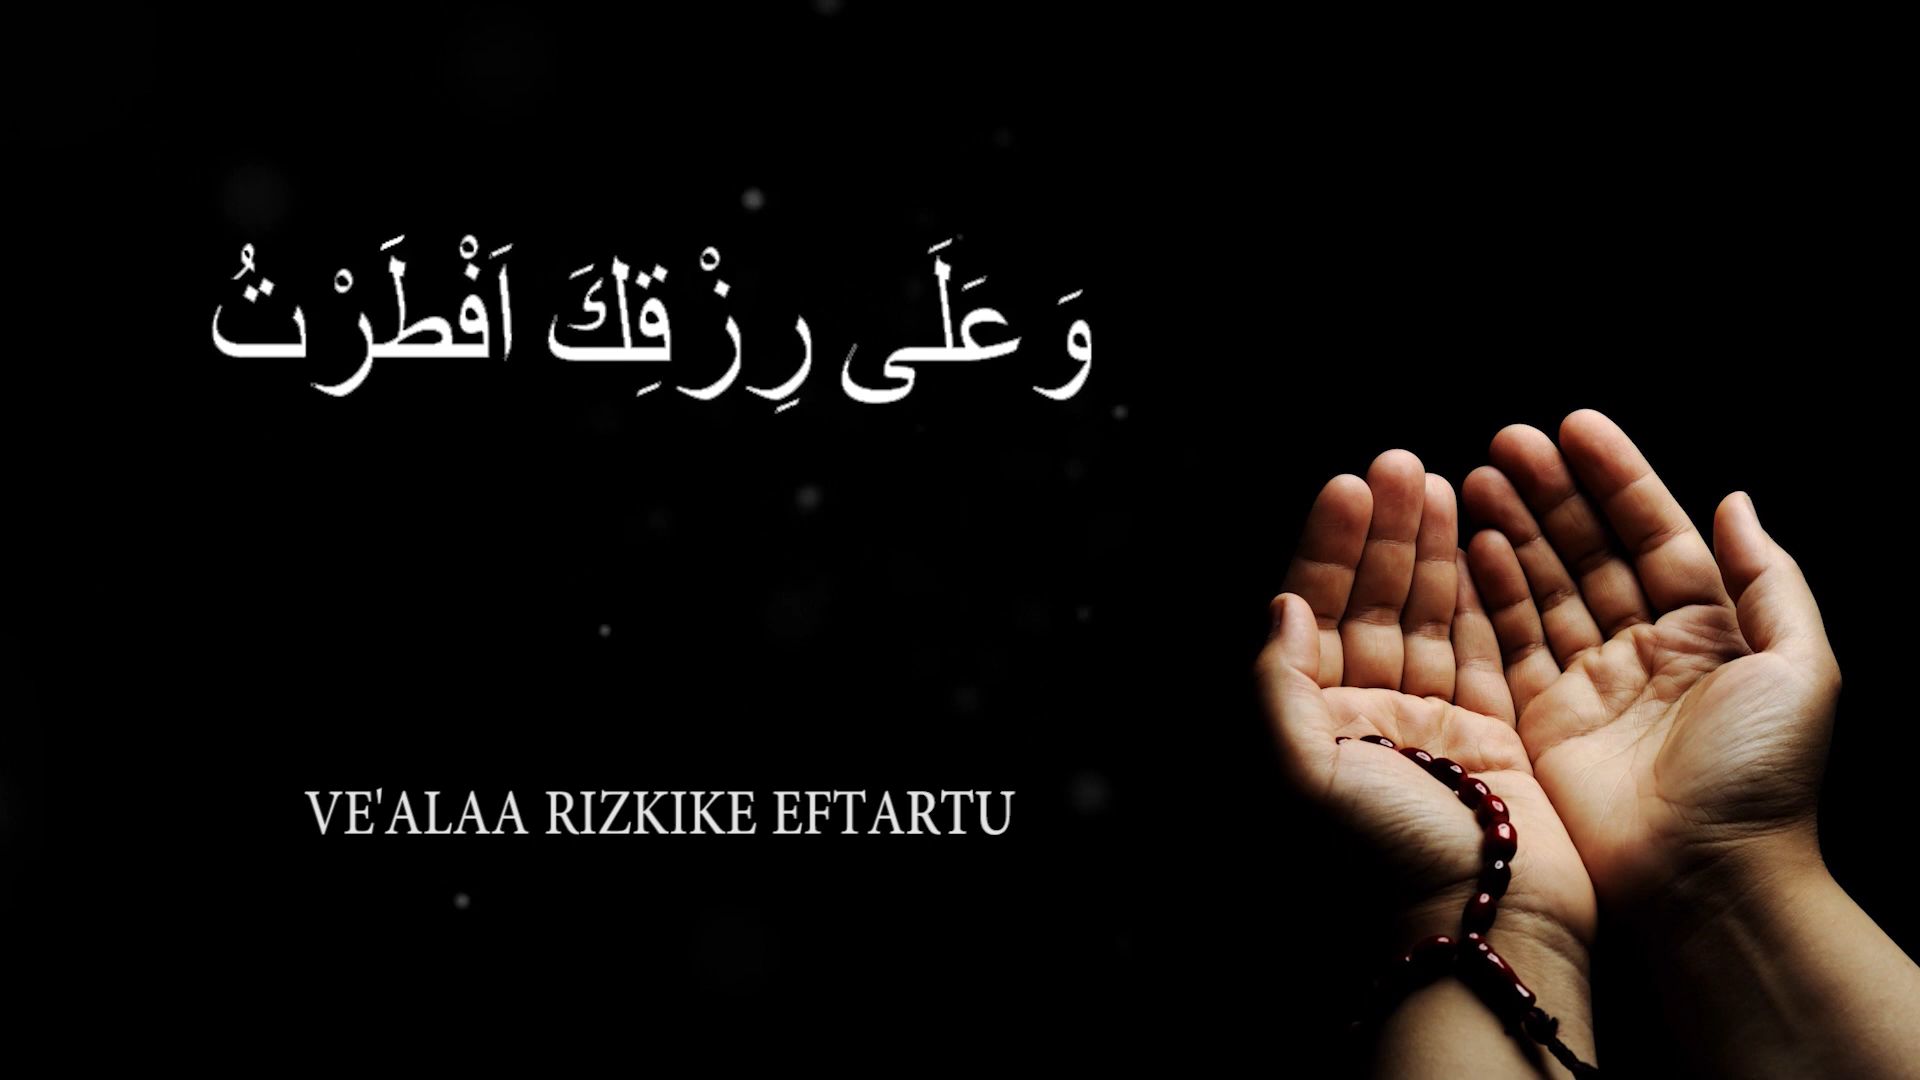 وَعَلَى رِزْقِكَ اَفْطَرْتُ
VE'ALAA RIZKIKE EFTARTU